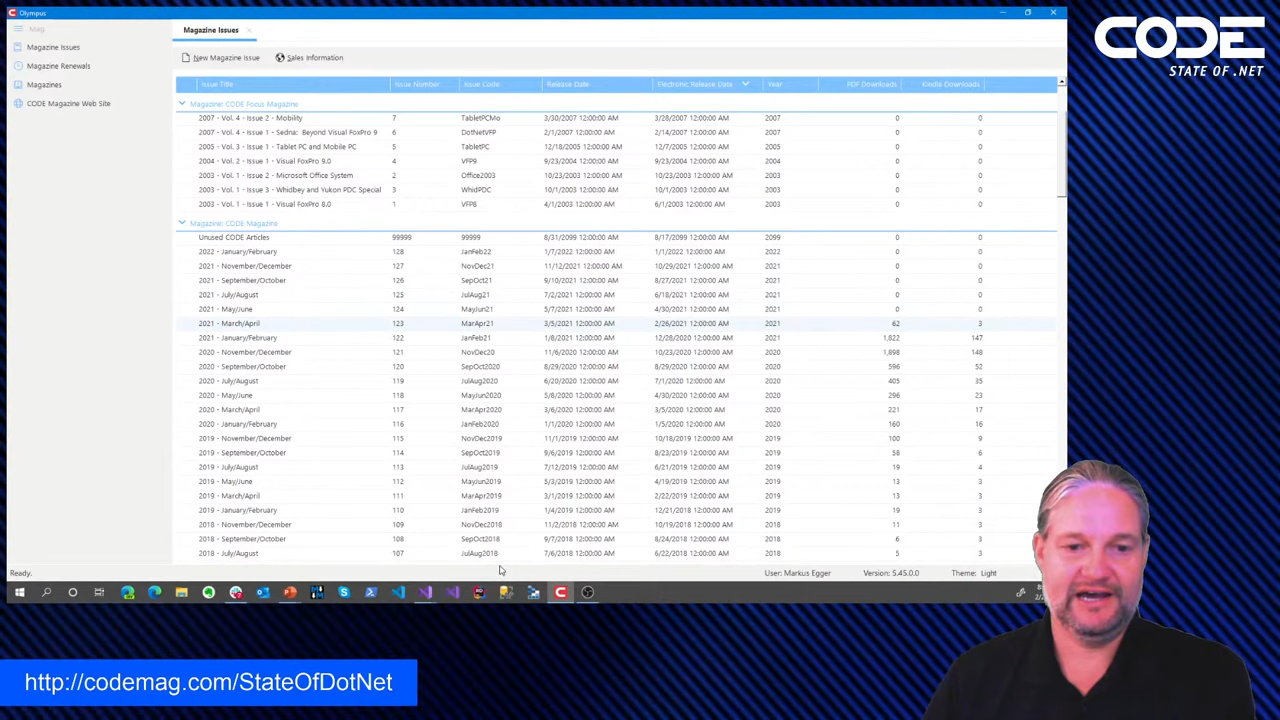 Olympus
CODE
STATE OF .NET
Mag
Magazine Issues
New Magazine Issue Sales Information
Magazine Issues
Magazine Renewals
Magazines
CODE Magazine Web Site
Issue Title Issue Number Issue Code Release Date Electronic Release Date Year PDF Downloads Kindle Downloads
Magazine: CODE Focus Magazine
2007 - Vol. 4 - Issue 2 - Mobility 7 TabletPCMo 3/30/2007 12:00:00 AM 3/28/2007 12:00:00 AM 2007 0 0
2007 - Vol. 4 - Issue 1 - Sedna: Beyond Visual FoxPro 9 6 DotNetVFP 2/1/2007 12:00:00 AM 2/14/2007 12:00:00 AM 2007 0 0
2005 - Vol. 3 - Issue 1 - Tablet PC and Mobile PC 5 TabletPC 12/18/2005 12:00:00 AM 12/7/2005 12:00:00 AM 2005 0 0
2004 - Vol. 2 - Issue 1 - Visual FoxPro 9.0 4 VFP9 9/23/2004 12:00:00 AM 9/23/2004 12:00:00 AM 2004 0 0
2003 - Vol. 1 - Issue 2 - Microsoft Office System 2 Office2003 10/23/2003 12:00:00 AM 10/23/2003 12:00:00 AM 2003 0 0
2003 - Vol. 1 - Issue 3 - Whidbey and Yukon PDC Special 3 WhidPDC 10/1/2003 12:00:00 AM 10/1/2003 12:00:00 AM 2003 0 0
2003 - Vol. 1 - Issue 1 - Visual FoxPro 8.0 1 VFP8 4/1/2003 12:00:00 AM 6/1/2003 12:00:00 AM 2003 0 0
Magazine: CODE Magazine
Unused CODE Articles 99999 99999 8/31/2099 12:00:00 AM 8/17/2099 12:00:00 AM 2099 0 0
2022 - January/February 128 JanFeb22 1/7/2022 12:00:00 AM 1/1/2022 12:00:00 AM 2022 0 0
2021 - November/December 127 NovDec21 11/12/2021 12:00:00 AM 10/29/2021 12:00:00 AM 2021 0 0
2021 - September/October 126 SepOct21 9/10/2021 12:00:00 AM 8/27/2021 12:00:00 AM 2021 0 0
2021 - July/August 125 JulAug21 7/2/2021 12:00:00 AM 6/18/2021 12:00:00 AM 2021 0 0
2021 - May/June 124 MayJun21 5/7/2021 12:00:00 AM 4/30/2021 12:00:00 AM 2021 0 0
2021 - March/April 123 MarApr21 3/5/2021 12:00:00 AM 2/26/2021 12:00:00 AM 2021 62 3
2021 - January/February 122 JanFeb21 1/8/2021 12:00:00 AM 12/28/2020 12:00:00 AM 2021 1,822 147
2020 - November/December 121 NovDec20 11/6/2020 12:00:00 AM 10/23/2020 12:00:00 AM 2020 1,898 148
2020 - September/October 120 SepOct2020 8/29/2020 12:00:00 AM 8/29/2020 12:00:00 AM 2020 596 52
2020 - July/August 119 JulAug2020 6/20/2020 12:00:00 AM 7/1/2020 12:00:00 AM 2020 405 35
2020 - May/June 118 MayJun2020 5/8/2020 12:00:00 AM 4/30/2020 12:00:00 AM 2020 296 23
2020 - March/April 117 MarApr2020 3/6/2020 12:00:00 AM 3/5/2020 12:00:00 AM 2020 221 17
2020 - January/February 116 JanFeb2020 1/1/2020 12:00:00 AM 1/5/2020 12:00:00 AM 2020 160 16
2019 - November/December 115 NovDec2019 11/1/2019 12:00:00 AM 10/18/2019 12:00:00 AM 2019 100 9
2019 - September/October 114 SepOct2019 9/6/2019 12:00:00 AM 8/23/2019 12:00:00 AM 2019 58 6
2019 - July/August 113 JulAug2019 7/12/2019 12:00:00 AM 6/21/2019 12:00:00 AM 2019 19 4
2019 - May/June 112 MayJun2019 5/3/2019 12:00:00 AM 4/19/2019 12:00:00 AM 2019 13 3
2019 - March/April 111 MarApr2019 3/1/2019 12:00:00 AM 2/22/2019 12:00:00 AM 2019 13 3
2019 - January/February 110 JanFeb2019 1/4/2019 12:00:00 AM 12/21/2018 12:00:00 AM 2019 19 3
2018 - November/December 109 NovDec2018 11/2/2018 12:00:00 AM 10/19/2018 12:00:00 AM 2018 11 3
2018 - September/October 108 SepOct2018 9/7/2018 12:00:00 AM 8/24/2018 12:00:00 AM 2018 6 3
2018 - July/August 107 JulAug2018 7/6/2018 12:00:00 AM 6/22/2018 12:00:00 AM 2018 5 3
Ready. User: Markus Egger Version: 5.45.0.0 Theme: Light
http://codemag.com/StateOfDotNet